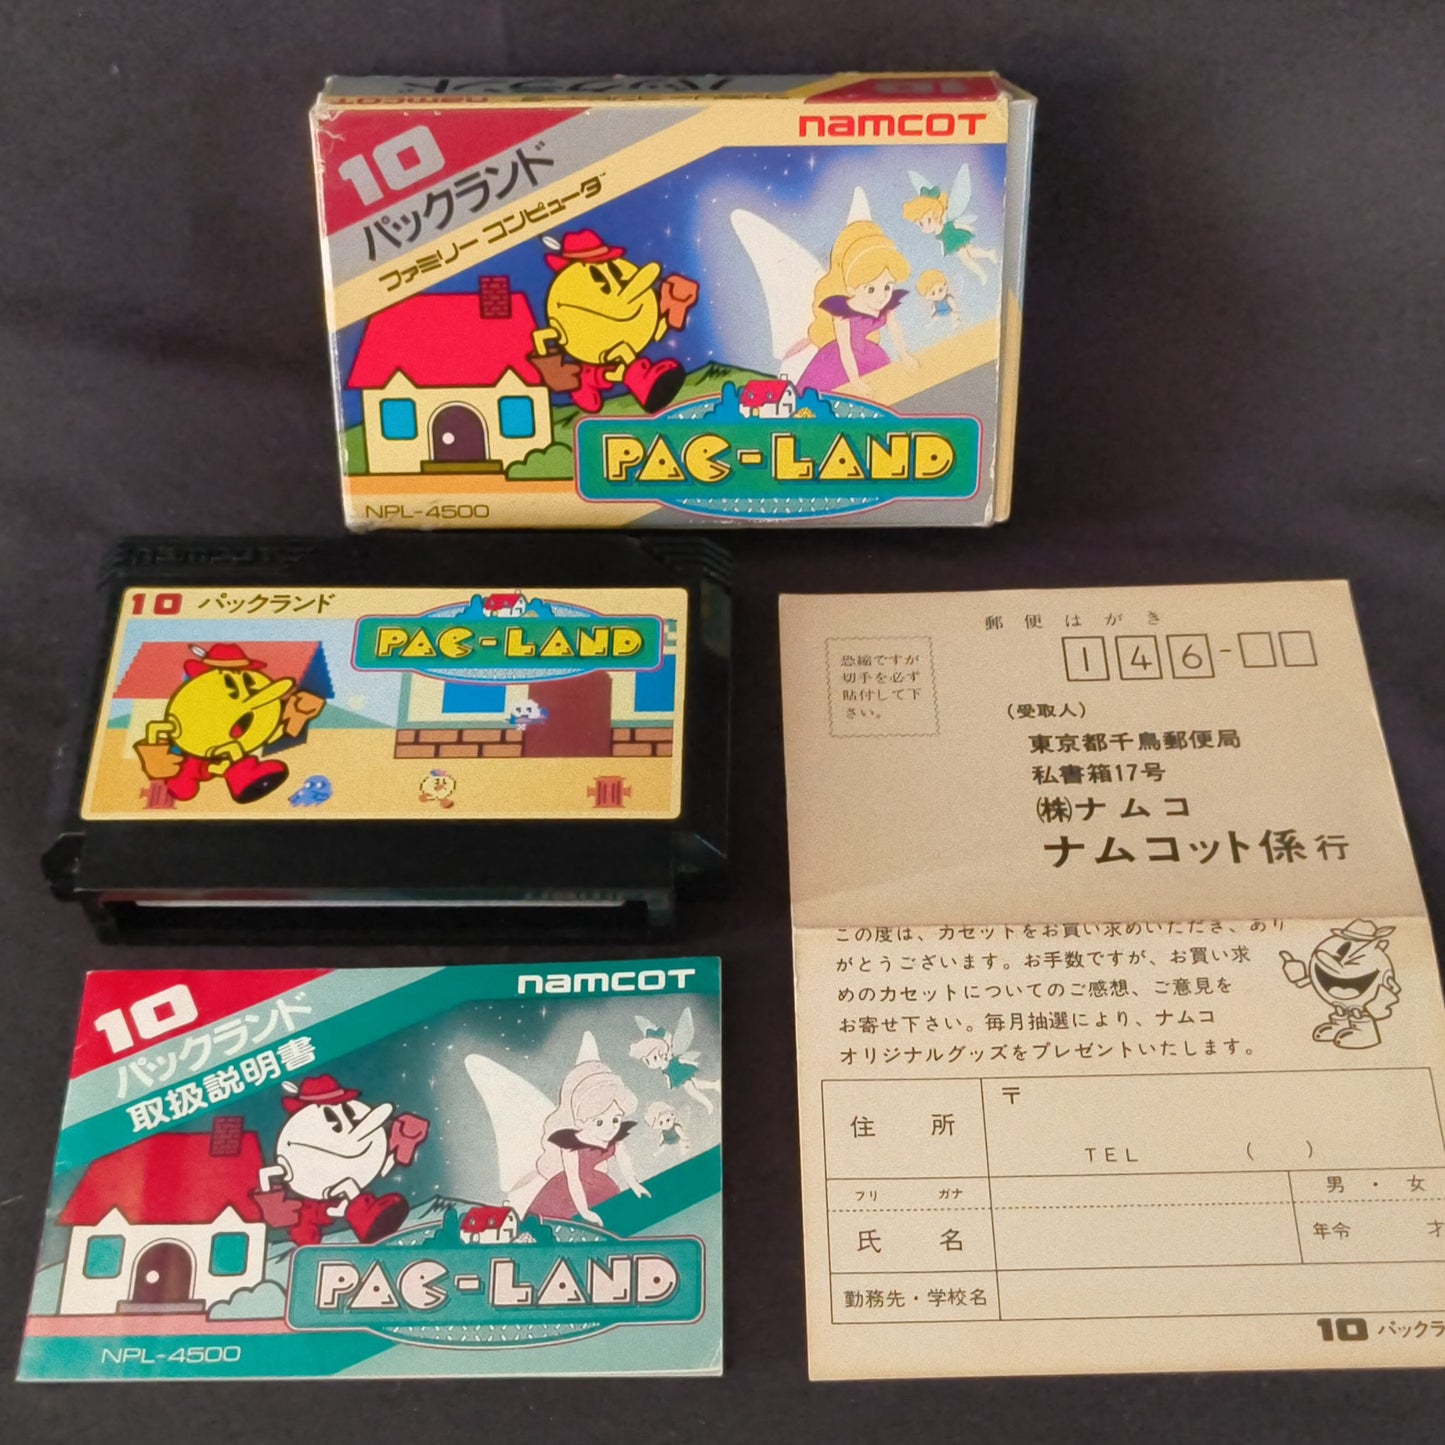 10 パックランド namcot
namcot
10
パックランド
ファミリー コンピュータ
PAC-LAND
NPL-4500
namcot
10 パックランド
PAC-LAND
namcot
10
パックランド
取扱説明書
PAC-LAND
NPL-4500
郵便はがき
恐縮ですが
切手を必ず
貼付して下
さい。
146-
(受取人)
東京都千鳥郵便局
私書箱17号
(株)ナムコ
ナムコット係行
この度は、カセットをお買い求めいただき、あり
がとうございます。お手数ですが、お買い求
めのカセットについてのご感想、ご意見を
お寄せ下さい。毎月抽選により、ナムコ
オリジナルグッズをプレゼントいたします。
住所
〒
TEL ( )
フリ ガナ
男・女
氏名
年令 才
勤務先・学校名
10 パックラ